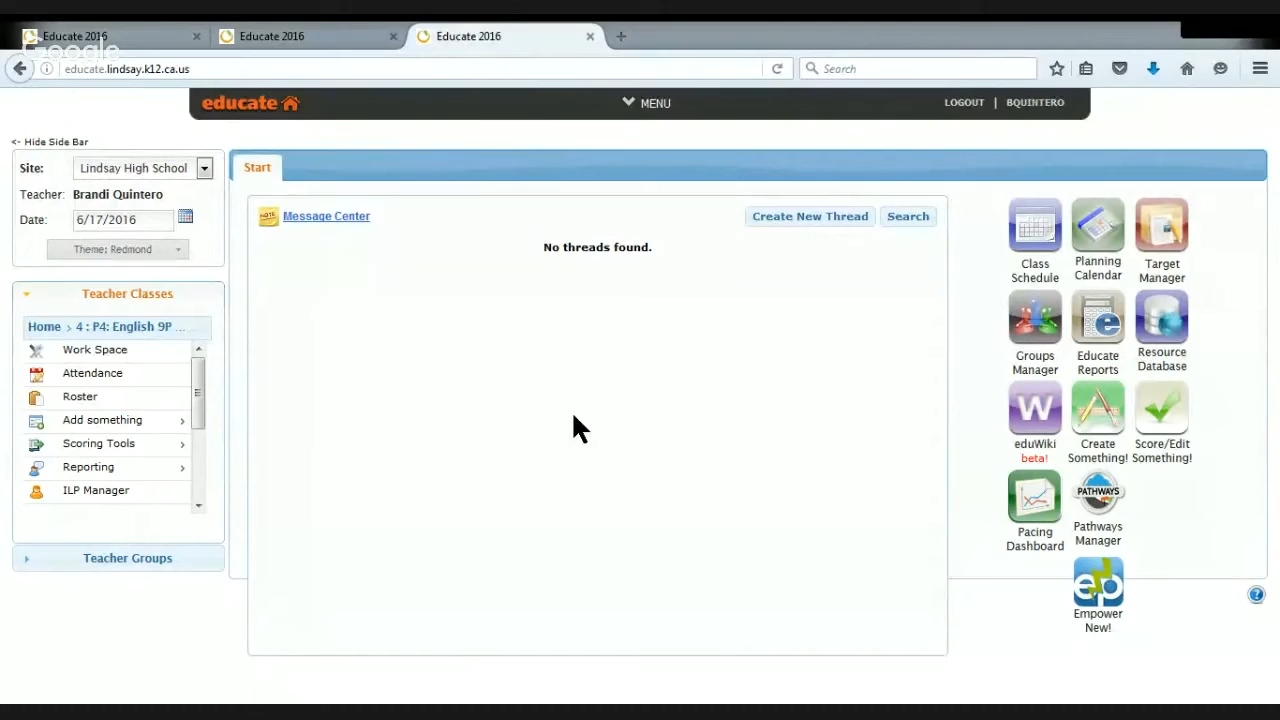 Educate 2016
Educate 2016
Educate 2016
Google
educate.lindsay.k12.ca.us
Search
educate
MENU
LOGOUT | BQUINTERO
<- Hide Side Bar
Site: Lindsay High School
Teacher: Brandi Quintero
Date: 6/17/2016
Theme: Redmond
Teacher Classes
Home > 4 : P4: English 9P ...
Work Space
Attendance
Roster
Add something
Scoring Tools
Reporting
ILP Manager
Teacher Groups
Start
NOTE
Message Center
Create New Thread
Search
No threads found.
Class
Schedule
Planning
Calendar
Target
Manager
Groups
Manager
Educate
Reports
Resource
Database
W
eduWiki
beta!
Create
Something!
Score/Edit
Something!
Pacing
Dashboard
PATHWAYS
Pathways
Manager
ep
Empower
New!
?